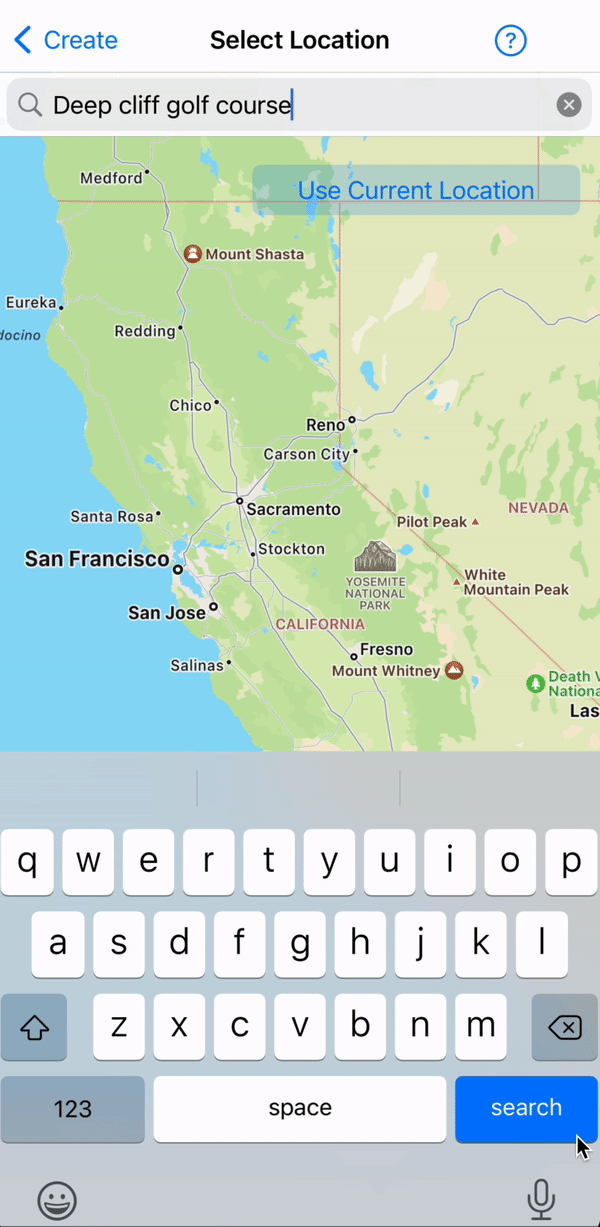 Create
Select Location
?
Deep cliff golf course
Medford
Use Current Location
Mount Shasta
Eureka
docino
Redding
Chico
Reno
Carson City
Sacramento
Santa Rosa
NEVADA
Pilot Peak
San Francisco
Stockton
YOSEMITE
NATIONAL
PARK
White
Mountain Peak
San Jose
CALIFORNIA
Fresno
Salinas
Mount Whitney
Death V
Nationa
Las
q w e r t y u i o p
a s d f g h j k l
z x c v b n m
123 space search